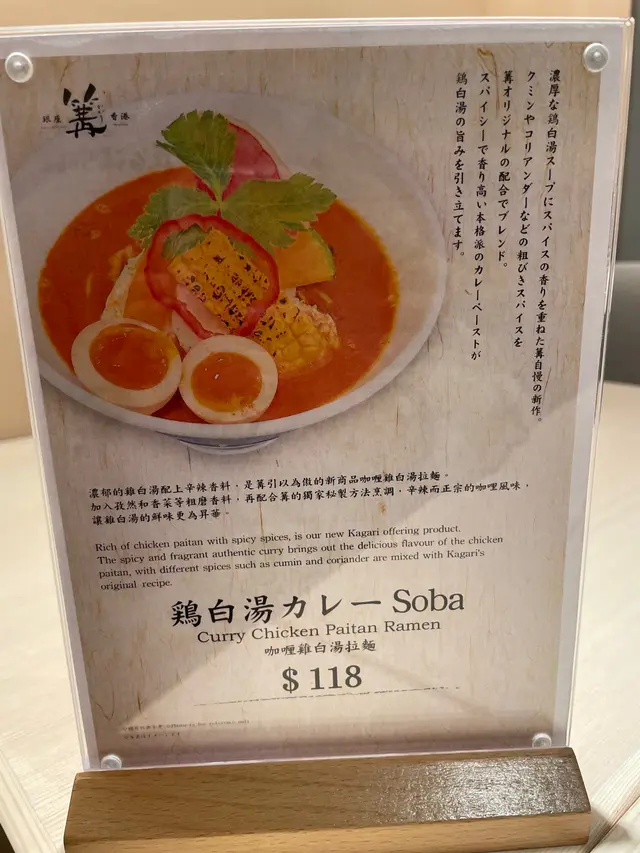 銀座 篝 香港
濃厚な鶏白湯スープにスパイスの香りを重ねた篝自慢の新作。
クミンやコリアンダーなどの粗びきスパイスを
篝オリジナルの配合でブレンド。
スパイシーで香り高い本格派のカレーペーストが
鶏白湯の旨みを引き立てます。
濃郁的雞白湯配上辛辣香料，是篝引以為傲的新商品咖喱雞白湯拉麵。
加入孜然和香菜等粗磨香料，再配合篝的獨家秘製方法烹調，辛辣而正宗的咖哩風味，
讓雞白湯的鮮味更為昇華。
Rich of chicken paitan with spicy spices, is our new Kagari offering product.
The spicy and fragrant authentic curry brings out the delicious flavour of the chicken
paitan, with different spices such as cumin and coriander are mixed with Kagari's
original recipe.
鶏白湯カレー Soba
Curry Chicken Paitan Ramen
咖喱雞白湯拉麵
$ 118